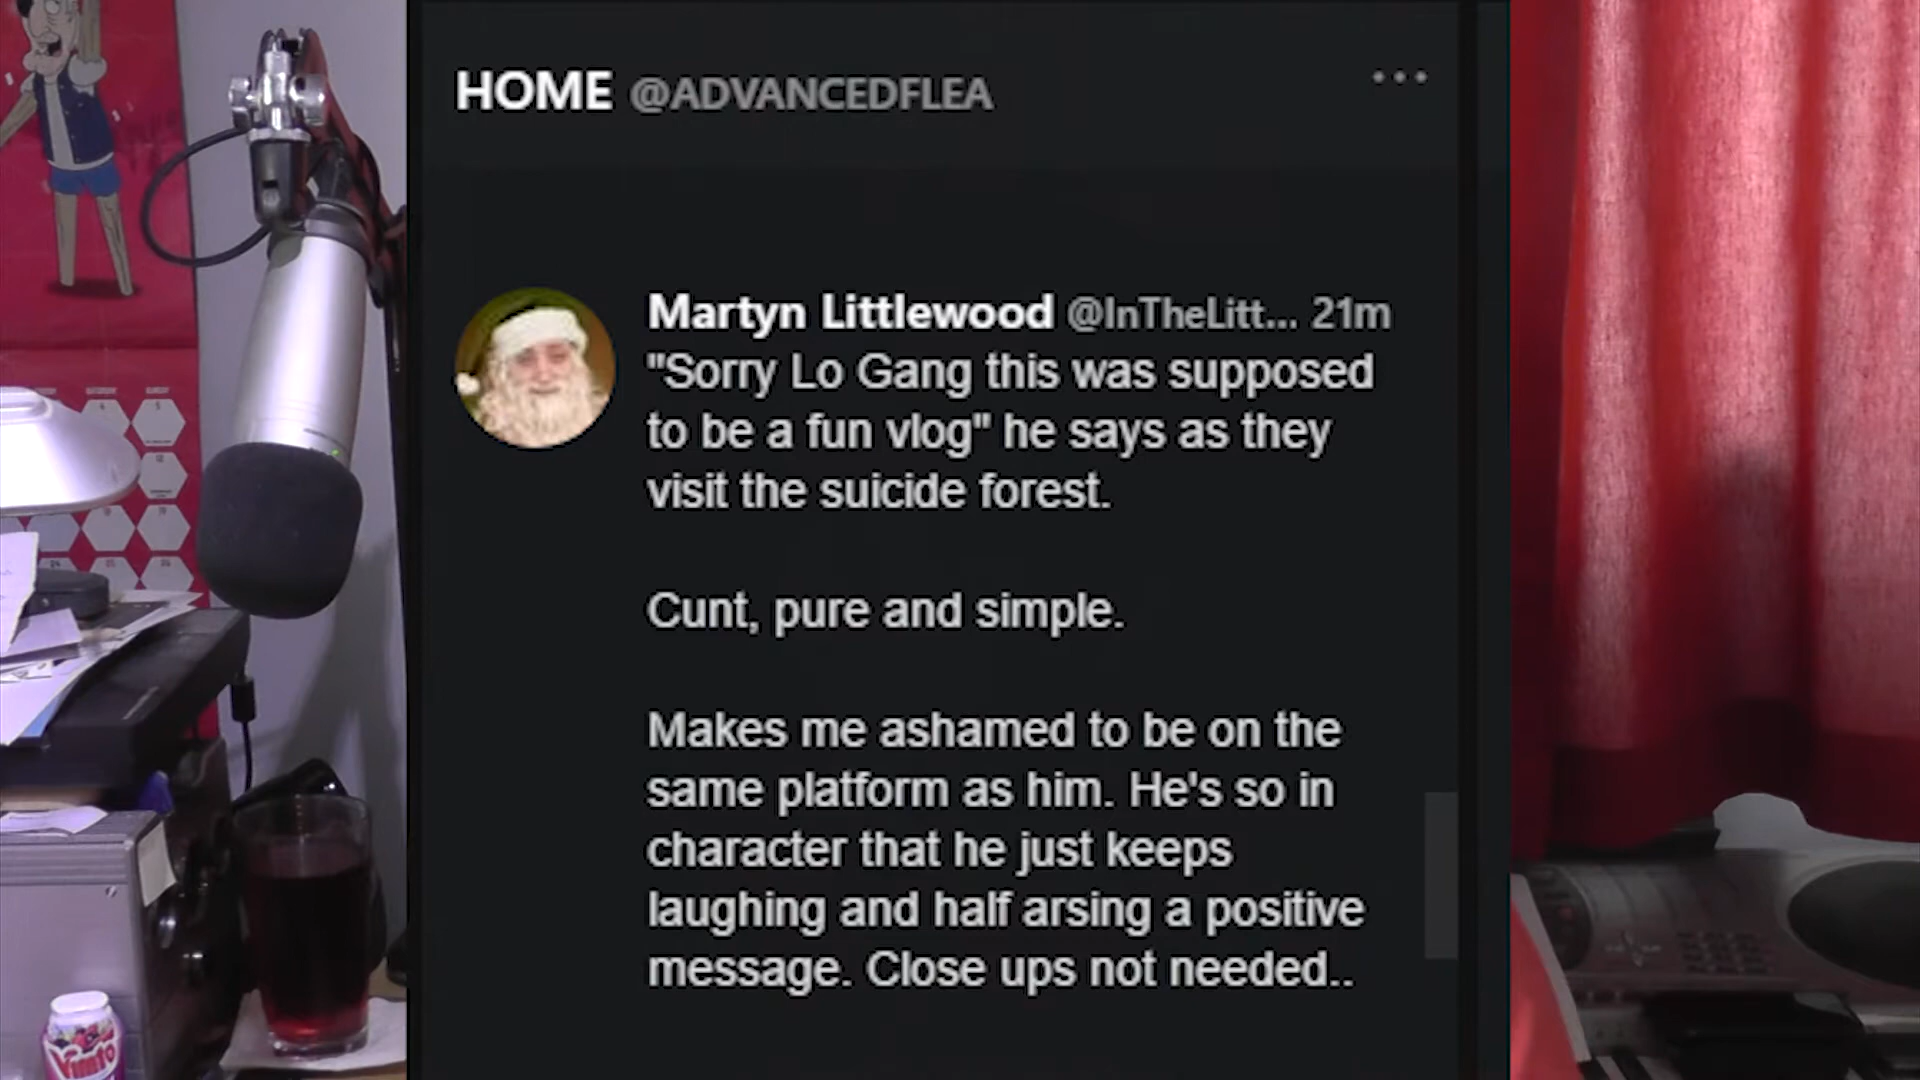 HOME @ADVANCEDFLEA
Martyn Littlewood @InTheLitt... 21m
"Sorry Lo Gang this was supposed
to be a fun vlog" he says as they
visit the suicide forest.
Cunt, pure and simple.
Makes me ashamed to be on the
same platform as him. He's so in
character that he just keeps
laughing and half arsing a positive
message. Close ups not needed..
Vimto